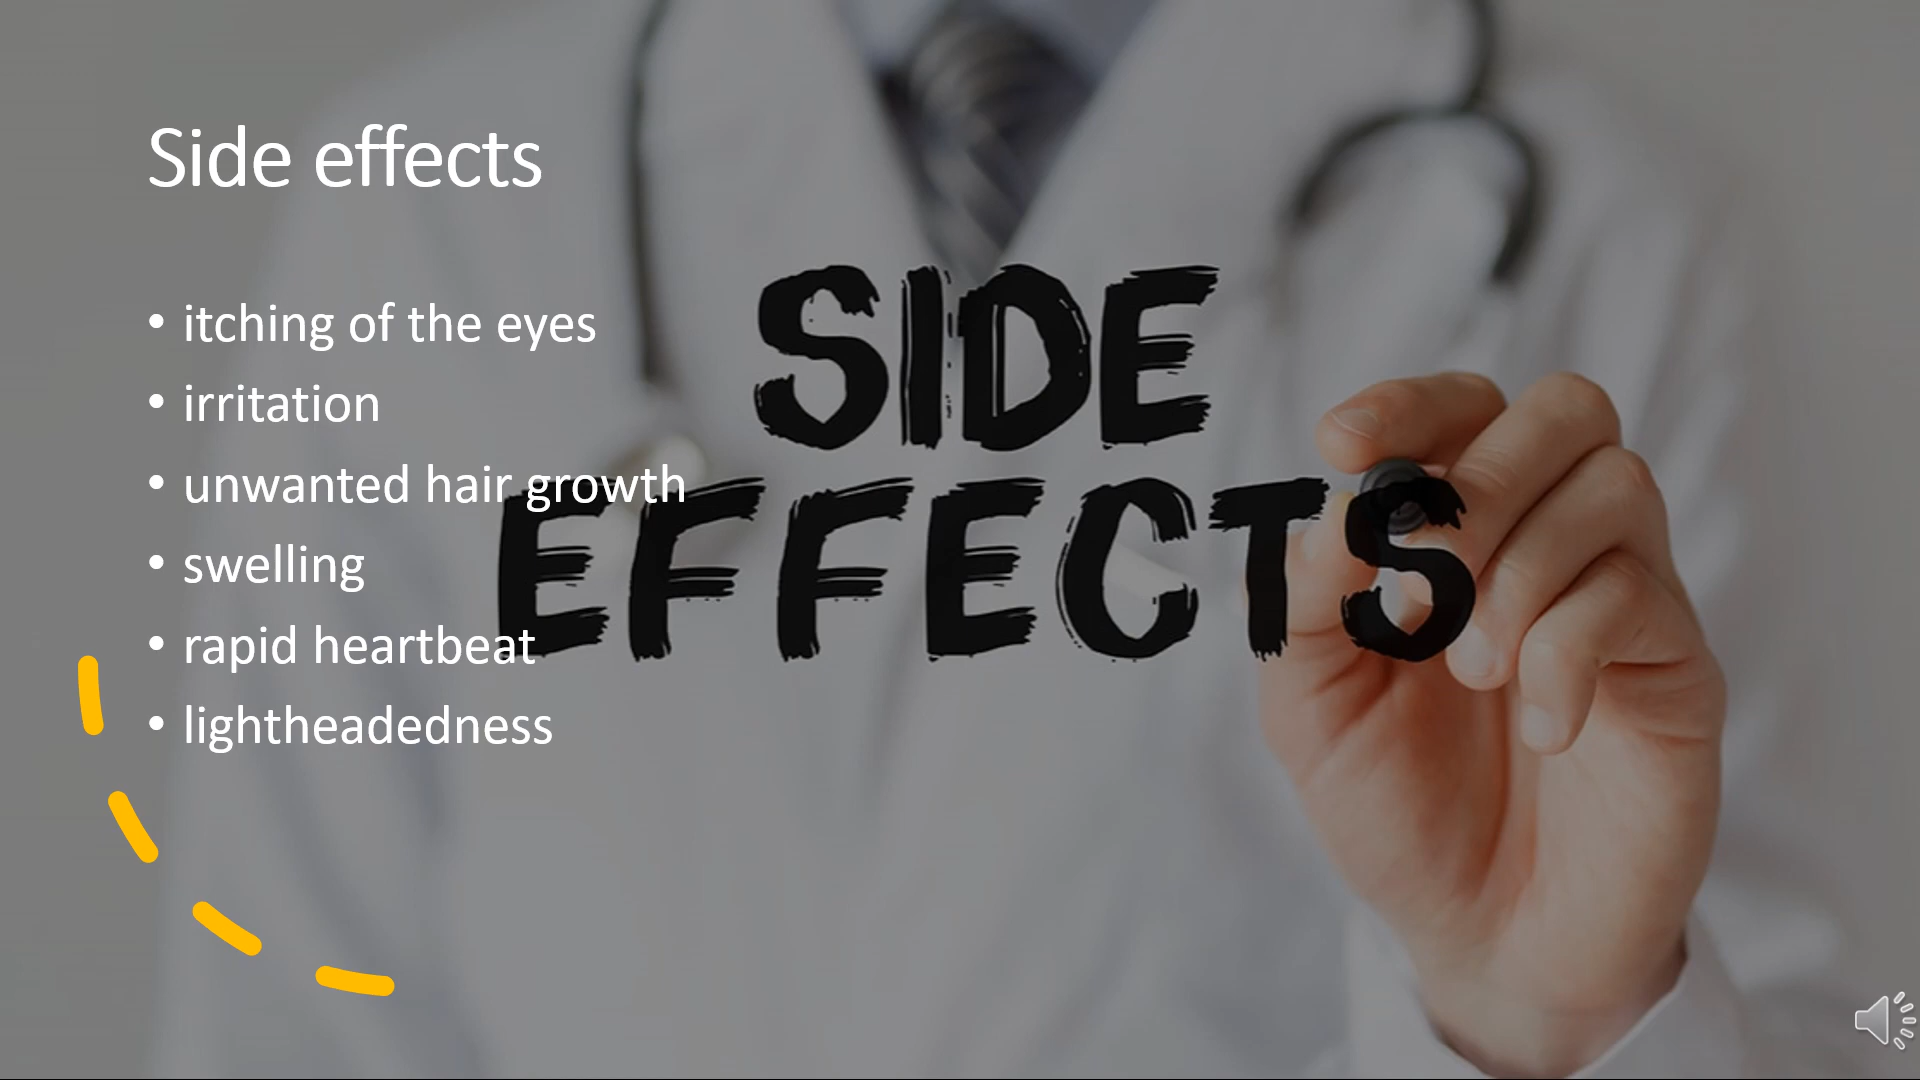 Side effects
• itching of the eyes
• irritation
• unwanted hair growth
• swelling
• rapid heartbeat
• lightheadedness
SIDE
EFFECTS